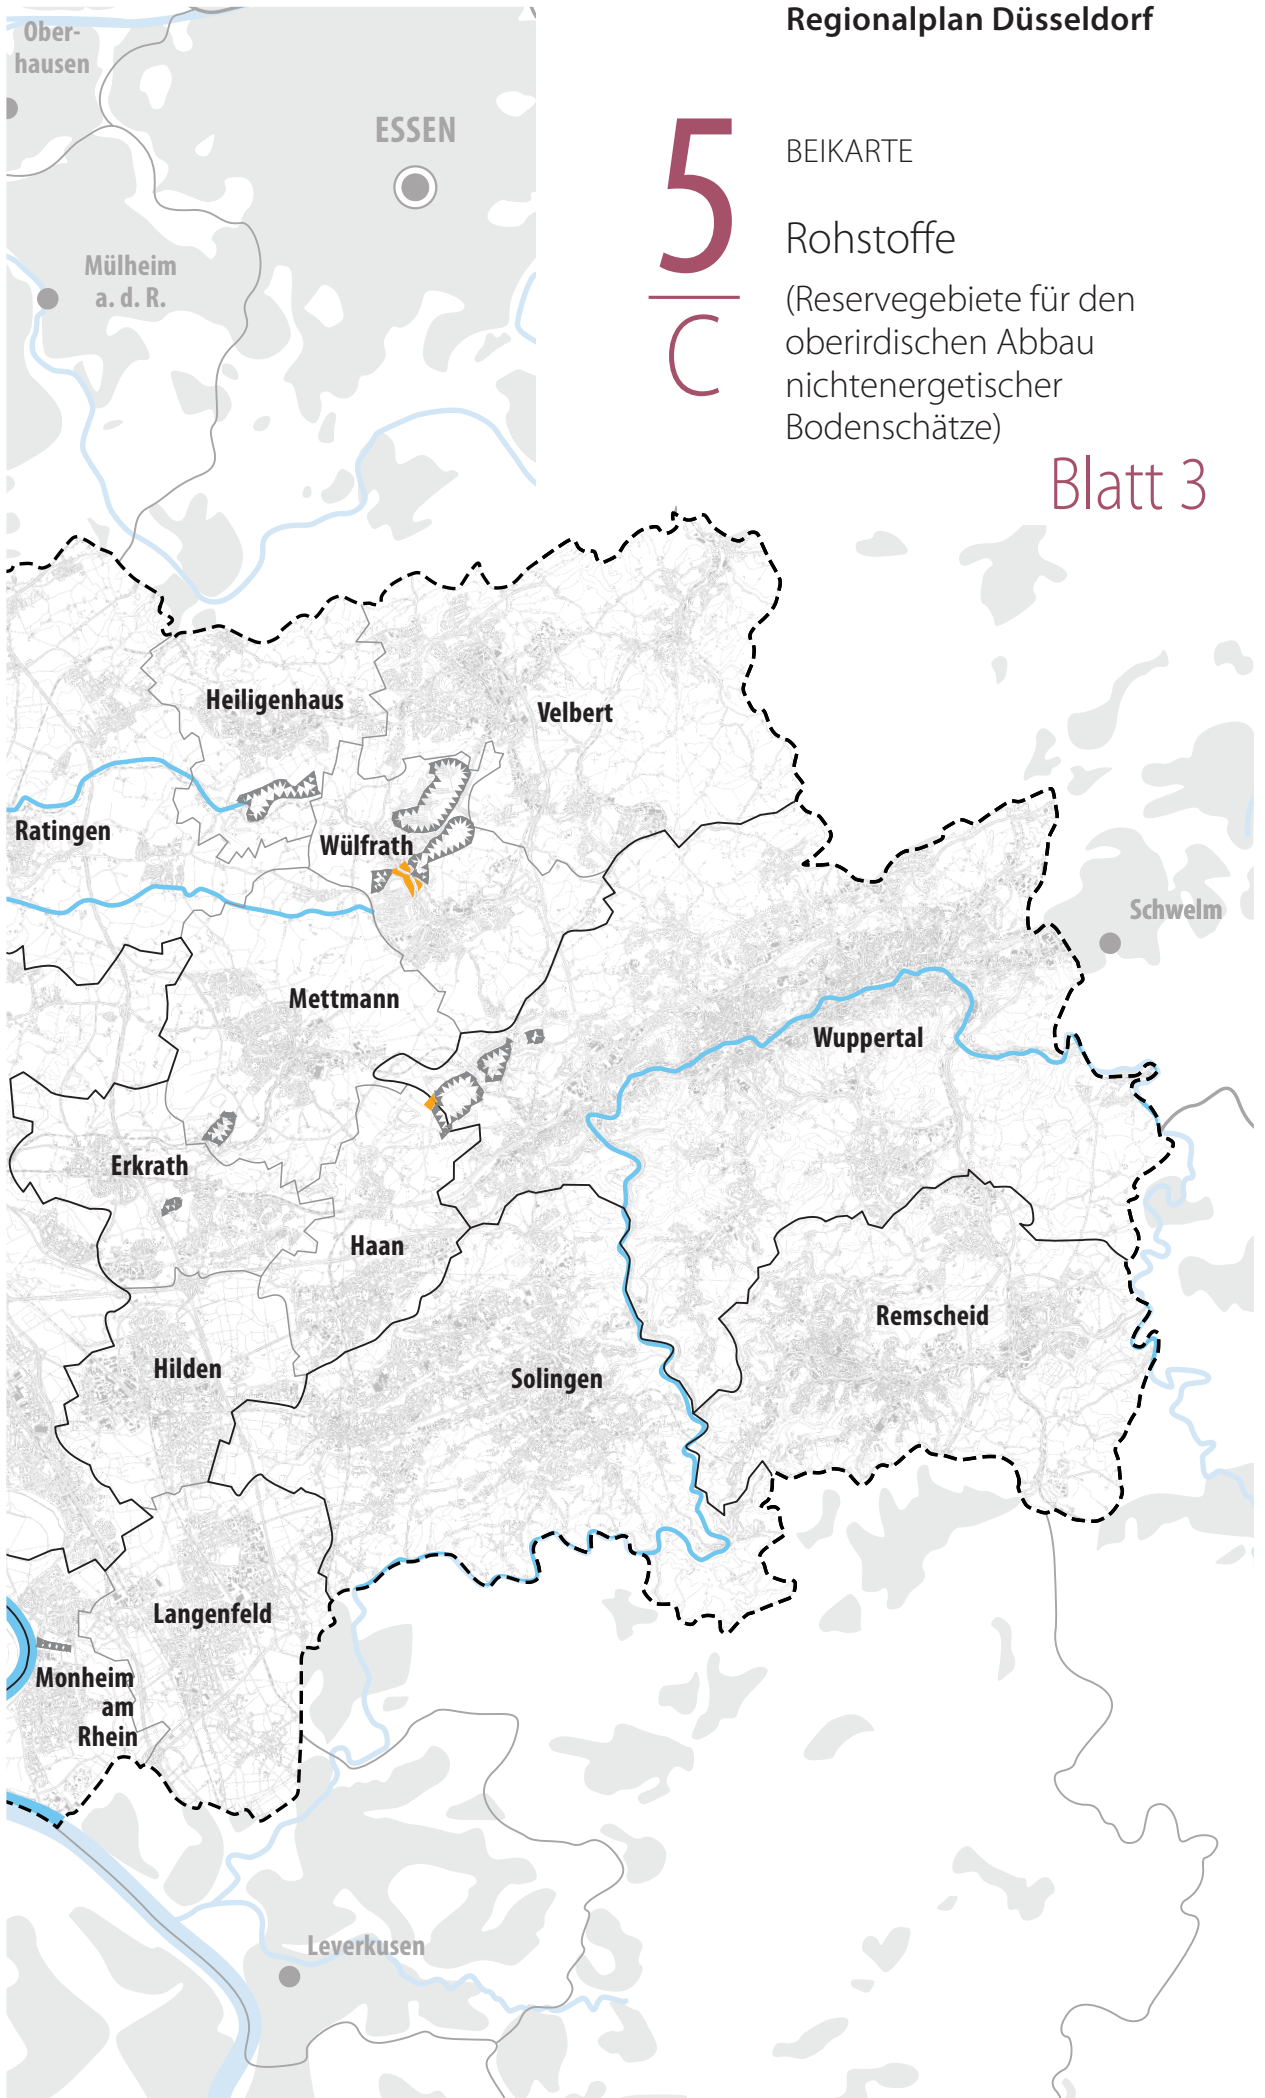 Regionalplan Düsseldorf
5
C
BEIKARTE
Rohstoffe
(Reservegebiete für den
oberirdischen Abbau
nichtenergetischer
Bodenschätze)
Blatt 3
Ober-
hausen
ESSEN
Mülheim
a. d. R.
Heiligenhaus
Velbert
Ratingen
Wülfrath
Schwelm
Mettmann
Wuppertal
Erkrath
Haan
Remscheid
Hilden
Solingen
Langenfeld
Monheim
am
Rhein
Leverkusen